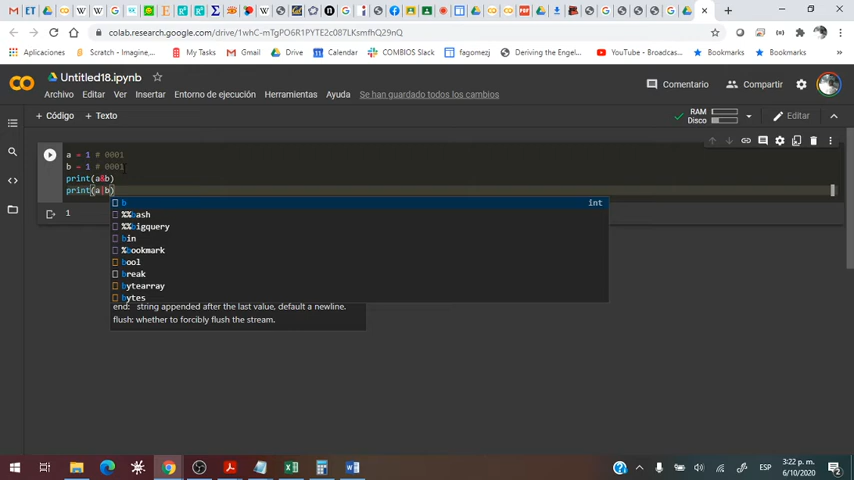 colab.research.google.com/drive/1whC-mTgPO6R1PYTE2c087LKsmohfhQ29nQ
Aplicaciones Scratch - Imagine,... My Tasks Gmail Drive Calendar COMBIOS Slack fagomezj Deriving the Engel... YouTube - Broadcas... Bookmarks Bookmarks
CO Untitled18.ipynb
Comentario Compartir
Archivo Editar Ver Insertar Entorno de ejecución Herramientas Ayuda Se han guardado todos los cambios
+ Código + Texto RAM Disco Editar
a = 1 # 0001
b = 1 # 0001
print(a&b)
print(a|b)
1
b int
%%bash
%%bigquery
bin
%bookmark
bool
break
bytearray
bytes
end: string appended after the last value, default a newline.
flush: whether to forcibly flush the stream.
ESP
3:22 p. m.
6/10/2020
2